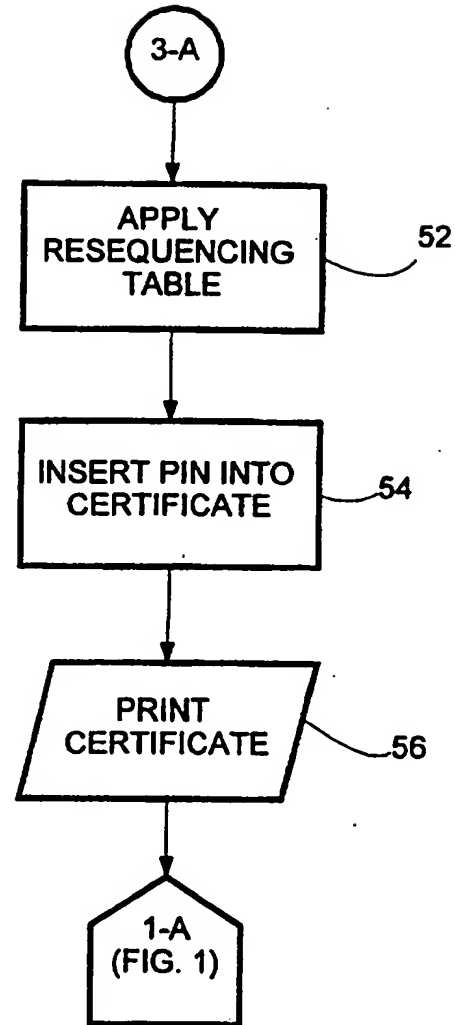 3-A
APPLY
RESEQUENCING
TABLE
52
INSERT PIN INTO
CERTIFICATE
54
PRINT
CERTIFICATE
56
1-A
(FIG. 1)